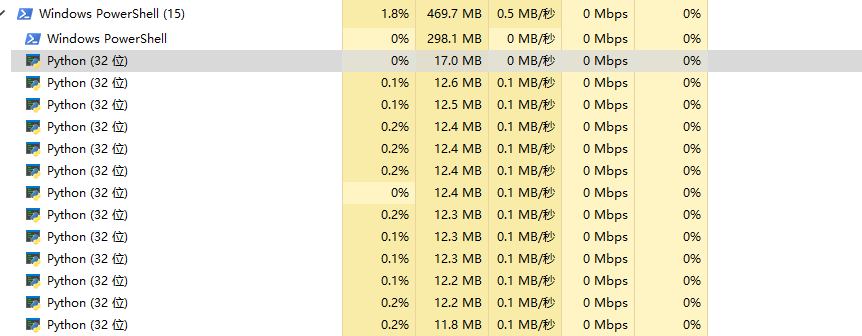 Windows PowerShell (15) 1.8% 469.7 MB 0.5 MB/秒 0 Mbps 0%
Windows PowerShell 0% 298.1 MB 0 MB/秒 0 Mbps 0%
Python (32 位) 0% 17.0 MB 0 MB/秒 0 Mbps 0%
Python (32 位) 0.1% 12.6 MB 0.1 MB/秒 0 Mbps 0%
Python (32 位) 0.1% 12.5 MB 0.1 MB/秒 0 Mbps 0%
Python (32 位) 0.2% 12.4 MB 0.1 MB/秒 0 Mbps 0%
Python (32 位) 0.2% 12.4 MB 0.1 MB/秒 0 Mbps 0%
Python (32 位) 0.2% 12.4 MB 0.1 MB/秒 0 Mbps 0%
Python (32 位) 0% 12.4 MB 0.1 MB/秒 0 Mbps 0%
Python (32 位) 0.2% 12.3 MB 0.1 MB/秒 0 Mbps 0%
Python (32 位) 0.1% 12.3 MB 0.1 MB/秒 0 Mbps 0%
Python (32 位) 0.1% 12.3 MB 0.1 MB/秒 0 Mbps 0%
Python (32 位) 0.1% 12.2 MB 0.1 MB/秒 0 Mbps 0%
Python (32 位) 0.2% 12.2 MB 0.1 MB/秒 0 Mbps 0%
Python (32 位) 0.2% 11.8 MB 0.1 MB/秒 0 Mbps 0%